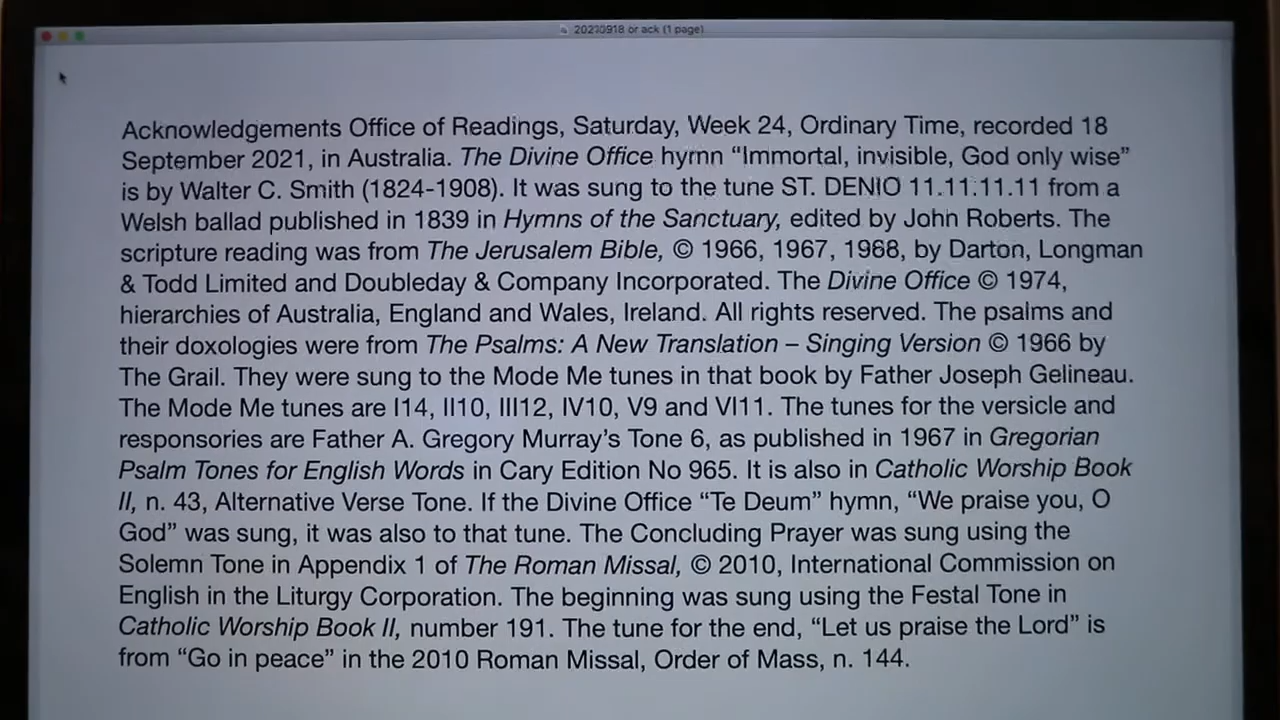 20210918 or ack (1 page)
Acknowledgements Office of Readings, Saturday, Week 24, Ordinary Time, recorded 18
September 2021, in Australia. The Divine Office hymn “Immortal, invisible, God only wise”
is by Walter C. Smith (1824-1908). It was sung to the tune ST. DENIO 11.11.11.11 from a
Welsh ballad published in 1839 in Hymns of the Sanctuary, edited by John Roberts. The
scripture reading was from The Jerusalem Bible, © 1966, 1967, 1968, by Darton, Longman
& Todd Limited and Doubleday & Company Incorporated. The Divine Office © 1974,
hierarchies of Australia, England and Wales, Ireland. All rights reserved. The psalms and
their doxologies were from The Psalms: A New Translation – Singing Version © 1966 by
The Grail. They were sung to the Mode Me tunes in that book by Father Joseph Gelineau.
The Mode Me tunes are I14, II10, III12, IV10, V9 and VI11. The tunes for the versicle and
responsories are Father A. Gregory Murray’s Tone 6, as published in 1967 in Gregorian
Psalm Tones for English Words in Cary Edition No 965. It is also in Catholic Worship Book
II, n. 43, Alternative Verse Tone. If the Divine Office “Te Deum” hymn, “We praise you, O
God” was sung, it was also to that tune. The Concluding Prayer was sung using the
Solemn Tone in Appendix 1 of The Roman Missal, © 2010, International Commission on
English in the Liturgy Corporation. The beginning was sung using the Festal Tone in
Catholic Worship Book II, number 191. The tune for the end, “Let us praise the Lord” is
from “Go in peace” in the 2010 Roman Missal, Order of Mass, n. 144.